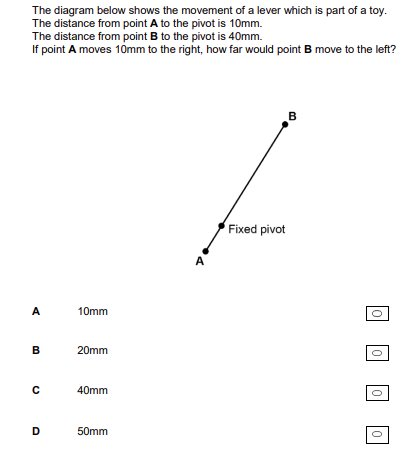 The diagram below shows the movement of a lever which is part of a toy.
The distance from point A to the pivot is 10mm.
The distance from point B to the pivot is 40mm.
If point A moves 10mm to the right, how far would point B move to the left?
B
Fixed pivot
A
A 10mm
B 20mm
C 40mm
D 50mm